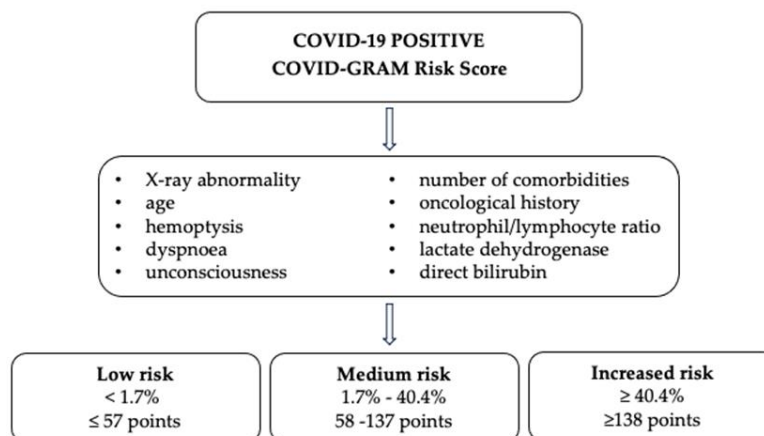 COVID-19 POSITIVE
COVID-GRAM Risk Score
• X-ray abnormality
• age
• hemoptysis
• dyspnoea
• unconsciousness
• number of comorbidities
• oncological history
• neutrophil/lymphocyte ratio
• lactate dehydrogenase
• direct bilirubin
Low risk
< 1.7%
≤ 57 points
Medium risk
1.7% - 40.4%
58 -137 points
Increased risk
≥ 40.4%
≥138 points